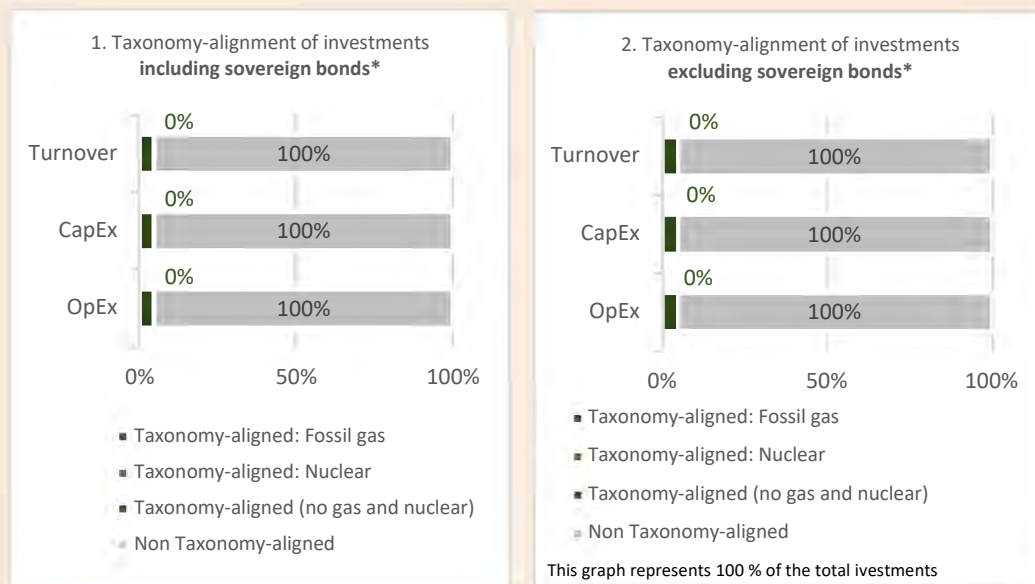 1. Taxonomy-alignment of investments
including sovereign bonds*
0%
Turnover
100%
0%
CapEx
100%
0%
OpEx
100%
0%
50%
100%
Taxonomy-aligned: Fossil gas
Taxonomy-aligned: Nuclear
Taxonomy-aligned (no gas and nuclear)
Non Taxonomy-aligned
2. Taxonomy-alignment of investments
excluding sovereign bonds*
0%
Turnover
100%
0%
CapEx
100%
0%
OpEx
100%
0%
50%
100%
Taxonomy-aligned: Fossil gas
Taxonomy-aligned: Nuclear
Taxonomy-aligned (no gas and nuclear)
Non Taxonomy-aligned
This graph represents 100 % of the total ivestments